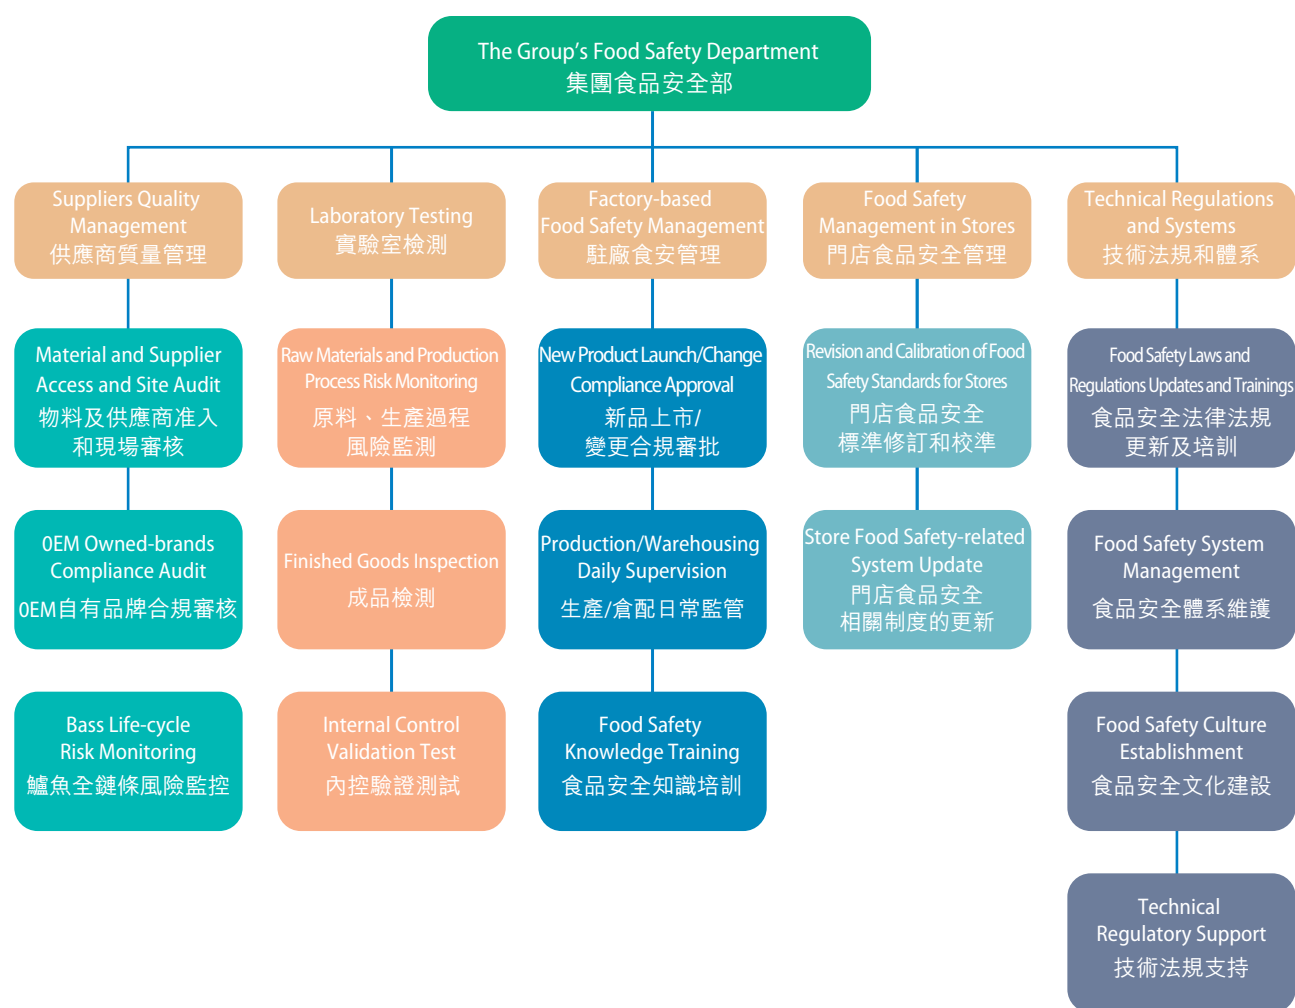 The Group's Food Safety Department
集團食品安全部
Suppliers Quality
Management
供應商質量管理
Laboratory Testing
實驗室檢測
Factory-based
Food Safety Management
駐廠食安管理
Food Safety
Management in Stores
門店食品安全管理
Technical Regulations
and Systems
技術法規和體系
Material and Supplier
Access and Site Audit
物料及供應商准入
和現場審核
Raw Materials and Production
Process Risk Monitoring
原料、生產過程
風險監測
New Product Launch/Change
Compliance Approval
新品上市/
變更合規審批
Revision and Calibration of Food
Safety Standards for Stores
門店食品安全
標準修訂和校準
Food Safety Laws and
Regulations Updates and Trainings
食品安全法律法規
更新及培訓
0EM Owned-brands
Compliance Audit
0EM自有品牌合規審核
Finished Goods Inspection
成品檢測
Production/Warehousing
Daily Supervision
生產/倉配日常監管
Store Food Safety-related
System Update
門店食品安全
相關制度的更新
Food Safety System
Management
食品安全體系維護
Bass Life-cycle
Risk Monitoring
鱸魚全鏈條風險監控
Internal Control
Validation Test
內控驗證測試
Food Safety
Knowledge Training
食品安全知識培訓
Food Safety Culture
Establishment
食品安全文化建設
Technical
Regulatory Support
技術法規支持